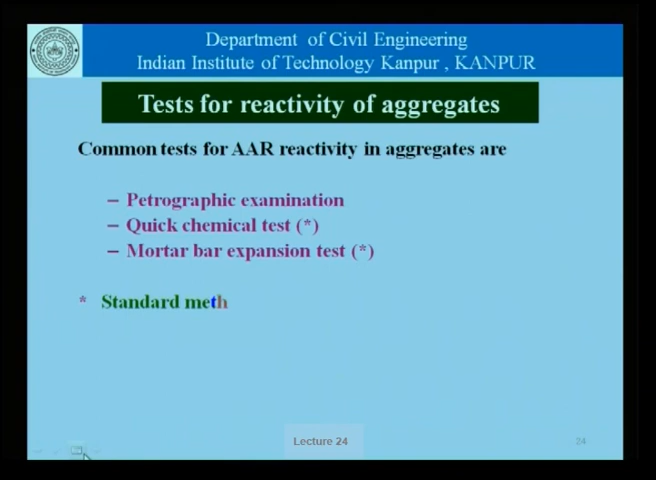 Department of Civil Engineering
Indian Institute of Technology Kanpur , KANPUR
Tests for reactivity of aggregates
Common tests for AAR reactivity in aggregates are
– Petrographic examination
– Quick chemical test (*)
– Mortar bar expansion test (*)
* Standard meth
Lecture 24
24